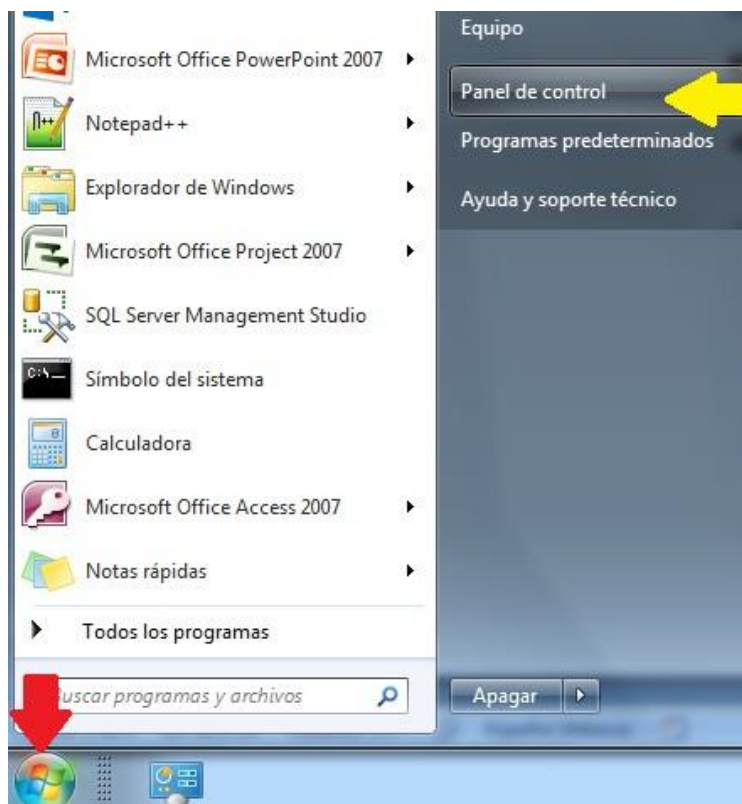 Microsoft Office PowerPoint 2007
Notepad++
Explorador de Windows
Microsoft Office Project 2007
SQL Server Management Studio
C:\
Símbolo del sistema
Calculadora
Microsoft Office Access 2007
Notas rápidas
Todos los programas
uscar programas y archivos
Equipo
Panel de control
Programas predeterminados
Ayuda y soporte técnico
Apagar